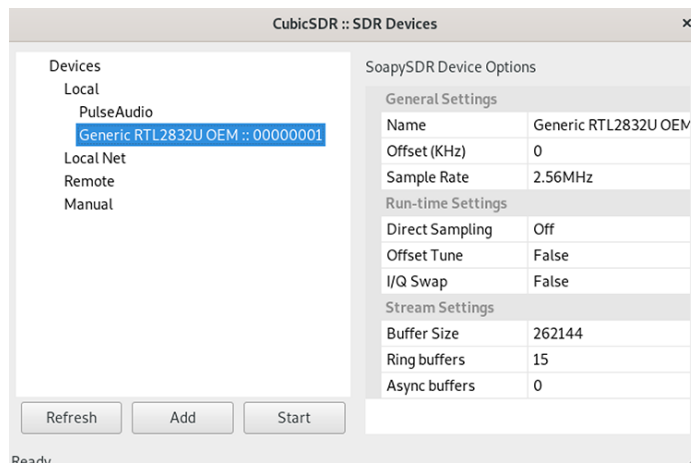 CubicSDR :: SDR Devices ×
Devices
Local
PulseAudio
Generic RTL2832U OEM :: 00000001
Local Net
Remote
Manual
Refresh Add Start
SoapySDR Device Options
General Settings
Name Generic RTL2832U OEM
Offset (KHz) 0
Sample Rate 2.56MHz
Run-time Settings
Direct Sampling Off
Offset Tune False
I/Q Swap False
Stream Settings
Buffer Size 262144
Ring buffers 15
Async buffers 0
Ready